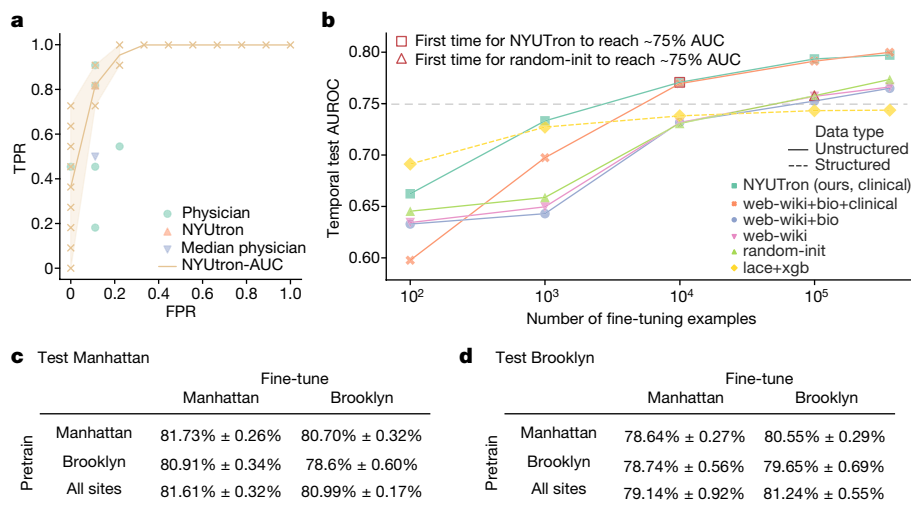 a
1.0
0.8
0.6
0.4
0.2
0
TPR
0
0.2
0.4
0.6
0.8
1.0
FPR
Physician
NYUtron
Median physician
NYUtron-AUC
b
First time for NYUTron to reach ~75% AUC
First time for random-init to reach ~75% AUC
0.80
0.75
0.70
0.65
0.60
Temporal test AUROC
10²
10³
10⁴
10⁵
Number of fine-tuning examples
Data type
Unstructured
Structured
NYUTron (ours, clinical)
web-wiki+bio+clinical
web-wiki+bio
web-wiki
random-init
lace+xgb
c Test Manhattan
Fine-tune
Manhattan Brooklyn
Pretrain
Manhattan 81.73% ± 0.26% 80.70% ± 0.32%
Brooklyn 80.91% ± 0.34% 78.6% ± 0.60%
All sites 81.61% ± 0.32% 80.99% ± 0.17%
d Test Brooklyn
Fine-tune
Manhattan Brooklyn
Pretrain
Manhattan 78.64% ± 0.27% 80.55% ± 0.29%
Brooklyn 78.74% ± 0.56% 79.65% ± 0.69%
All sites 79.14% ± 0.92% 81.24% ± 0.55%